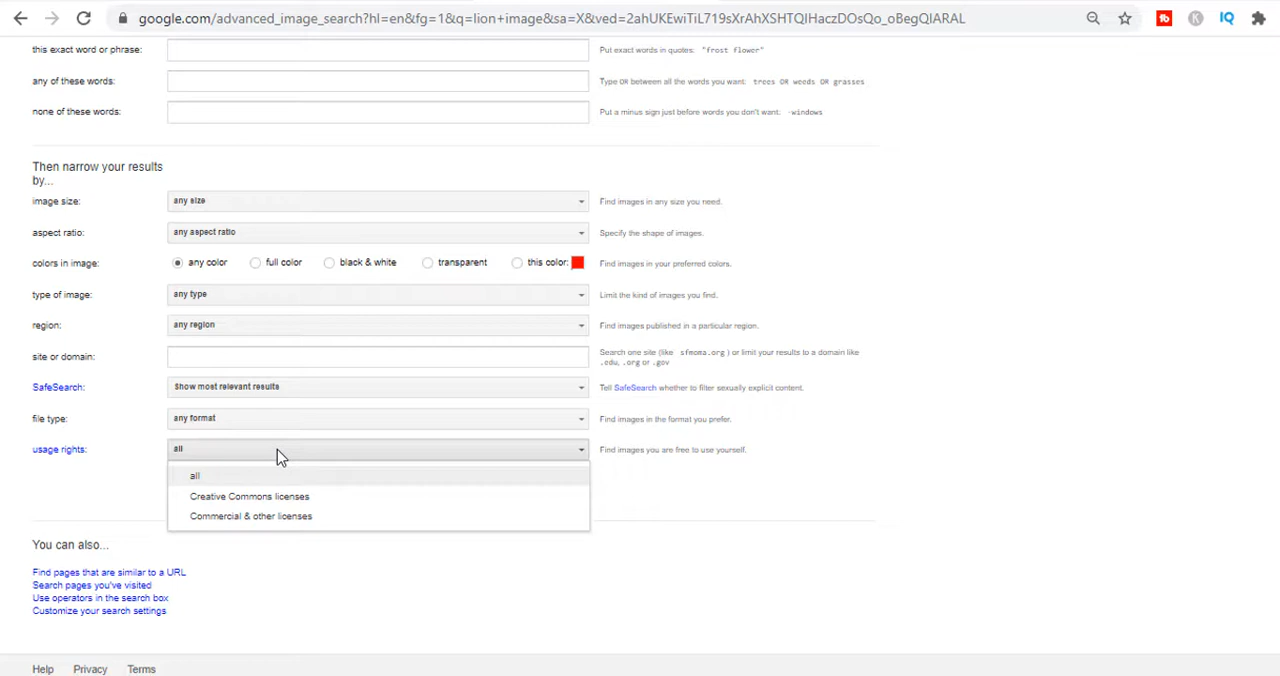 google.com/advanced_image_search?hl=en&fg=1&q=lion+image&sa=X&ved=2ahUKEwiTiL719sXrAhXSHTQIHaczDOsQo_oBegQIARAL
IQ
this exact word or phrase: Put exact words in quotes: "frost flower"
any of these words: Type OR between all the words you want: trees OR weeds OR grasses
none of these words: Put a minus sign just before words you don't want: -windows
Then narrow your results
by...
image size: any size Find images in any size you need.
aspect ratio: any aspect ratio Specify the shape of images.
colors in image: any color full color black & white transparent this color: Find images in your preferred colors.
type of image: any type Limit the kind of images you find.
region: any region Find images published in a particular region.
site or domain: Search one site (like sfmoma.org ) or limit your results to a domain like
.edu, .org or .gov
SafeSearch: Show most relevant results Tell SafeSearch whether to filter sexually explicit content.
file type: any format Find images in the format you prefer.
usage rights: all Find images you are free to use yourself.
all
Creative Commons licenses
Commercial & other licenses
You can also...
Find pages that are similar to a URL
Search pages you've visited
Use operators in the search box
Customize your search settings
Help Privacy Terms